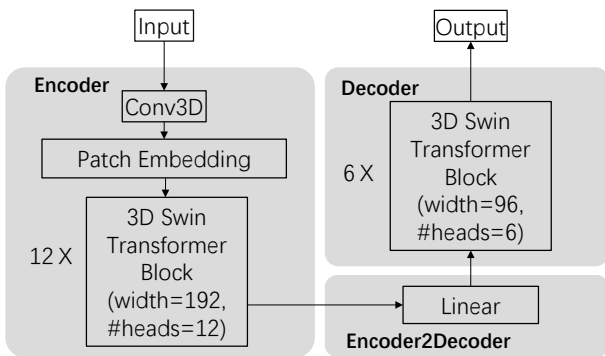 Input
Encoder
Conv3D
Patch Embedding
12 X
3D Swin
Transformer
Block
(width=192,
#heads=12)
Output
Decoder
6 X
3D Swin
Transformer
Block
(width=96,
#heads=6)
Linear
Encoder2Decoder